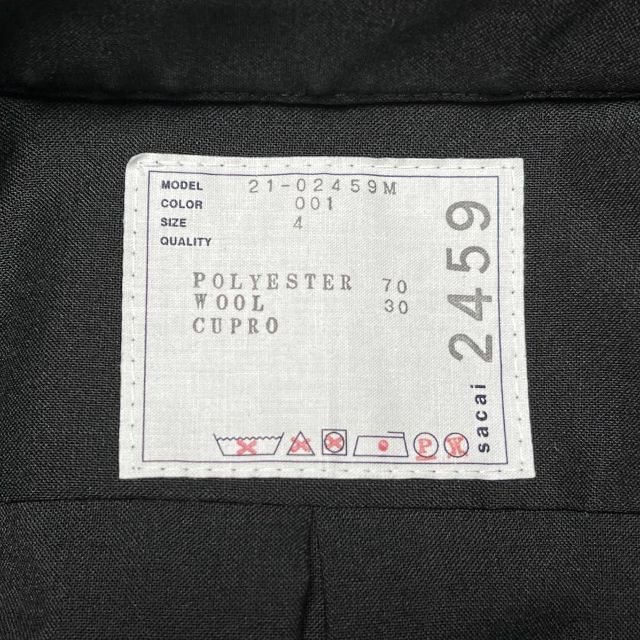 MODEL 21-02459M
COLOR 001
SIZE 4
QUALITY
POLYESTER 70
WOOL 30
CUPRO
sacai 2459
P W